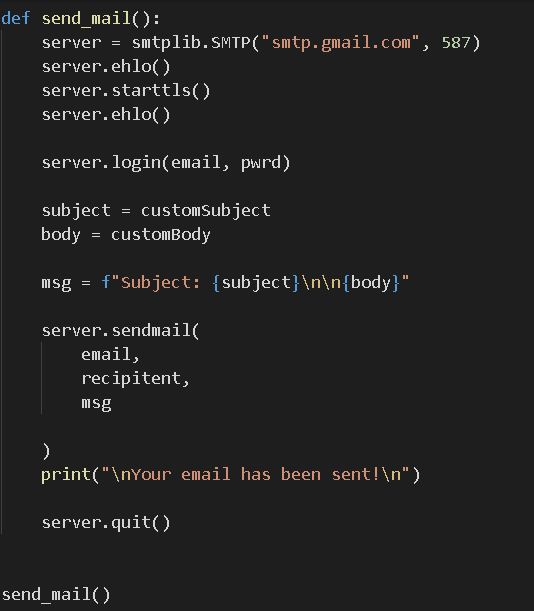 def send_mail():
    server = smtplib.SMTP("smtp.gmail.com", 587)
    server.ehlo()
    server.starttls()
    server.ehlo()

    server.login(email, pwrd)

    subject = customSubject
    body = customBody

    msg = f"Subject: {subject}\n\n{body}"

    server.sendmail(
        email,
        recipitent,
        msg

    )
    print("\nYour email has been sent!\n")

    server.quit()


send_mail()